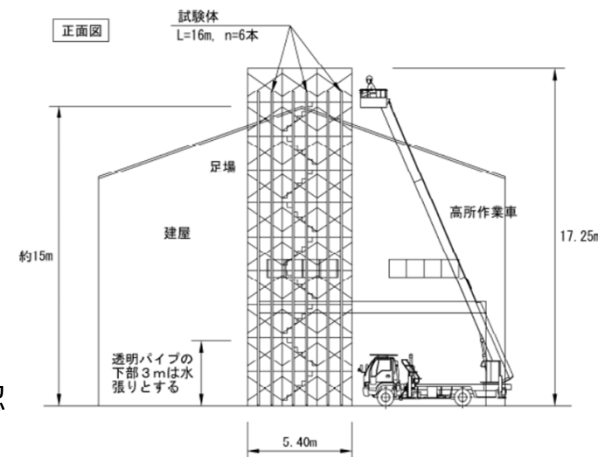 正面図
試験体
L=16m, n=6本
足場
建屋
高所作業車
約15m
17.25m
透明パイプの
下部3mは水
張りとする
5.40m